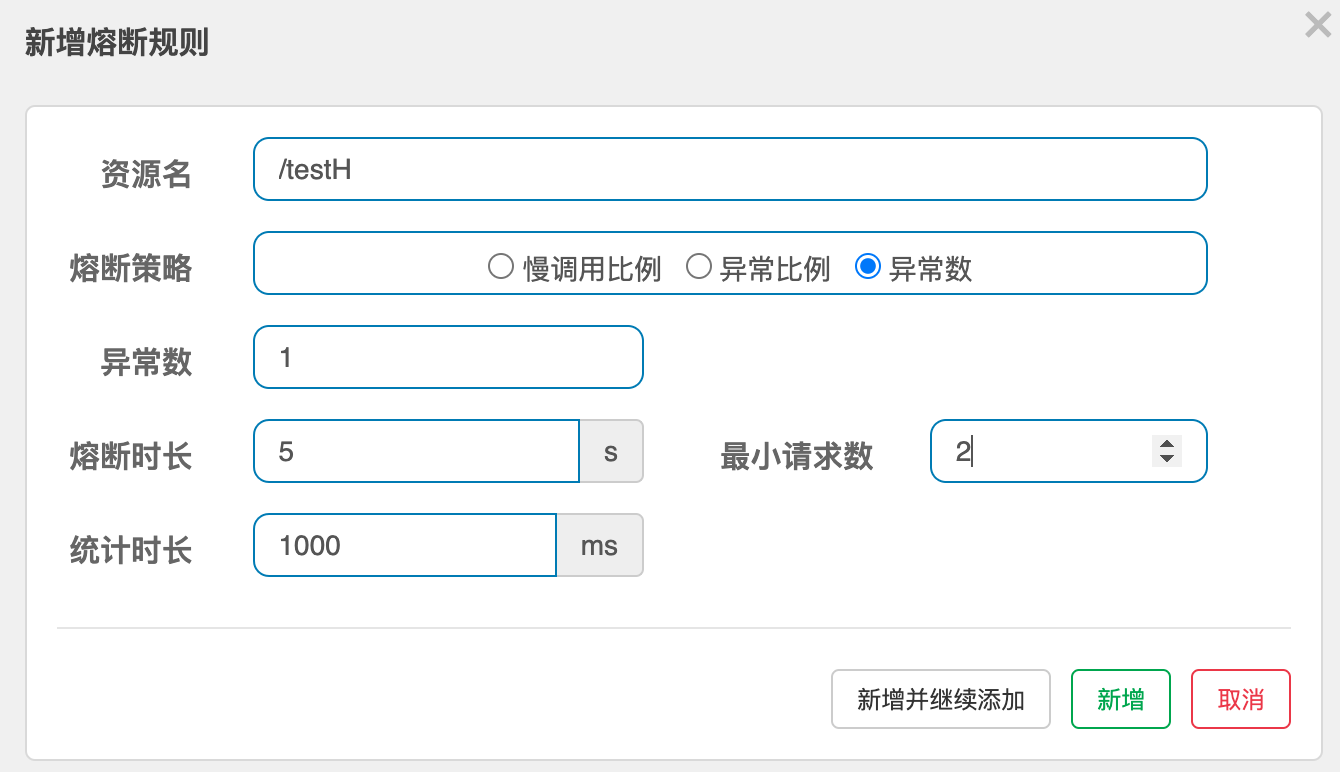 新增熔断规则
资源名 /testH
熔断策略 慢调用比例 异常比例 异常数
异常数 1
熔断时长 5 s 最小请求数 2
统计时长 1000 ms
新增并继续添加 新增 取消